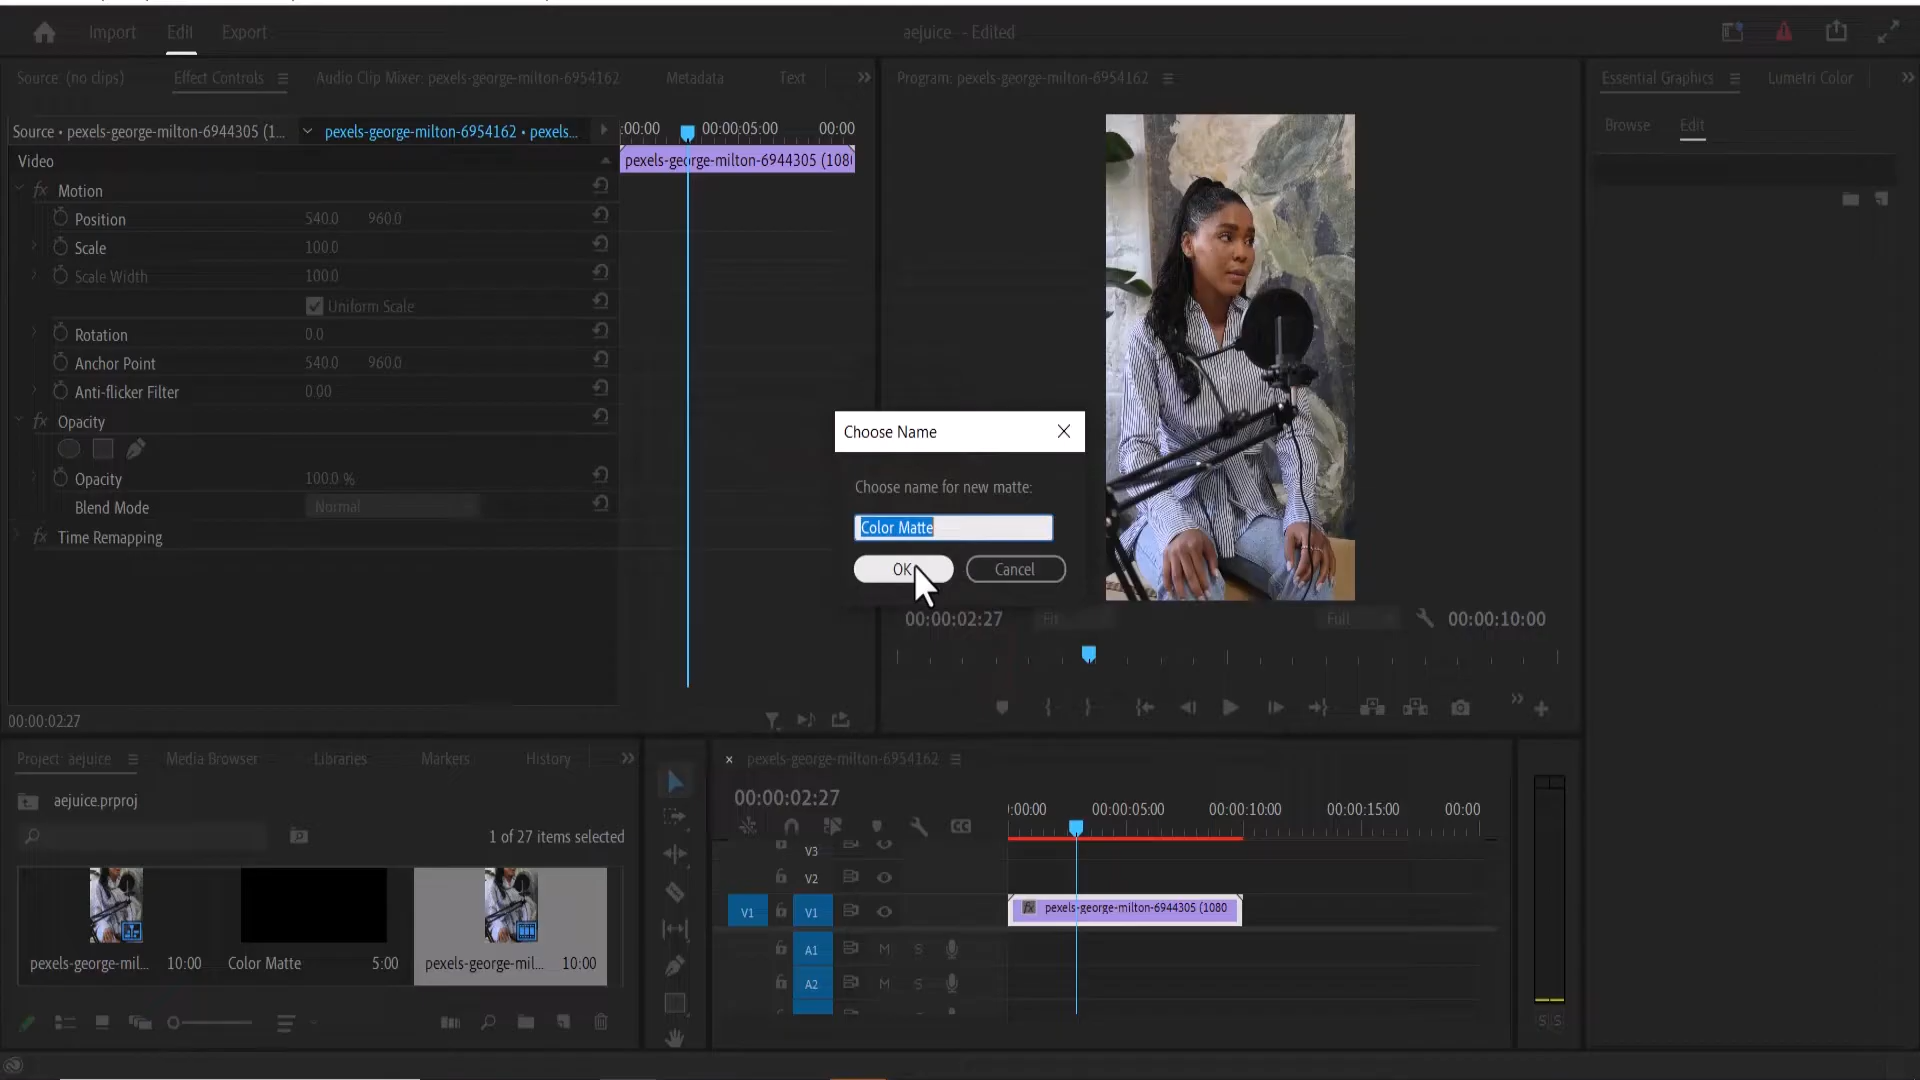 Import Edit Export
aejuice - Edited
Source: (no clips) Effect Controls Audio Clip Mixer: pexels-george-milton-6954162 Metadata Text
Program: pexels-george-milton-6954162
Essential Graphics Lumetri Color
Browse Edit
Source • pexels-george-milton-6944305 (1... pexels-george-milton-6954162 • pexels...
:00:00 00:00:05:00 00:00
pexels-george-milton-6944305 (108
Video
fx Motion
Position 540.0 960.0
Scale 100.0
Scale Width 100.0
Uniform Scale
Rotation 0.0
Anchor Point 540.0 960.0
Anti-flicker Filter 0.00
fx Opacity
Opacity 100.0 %
Blend Mode Normal
fx Time Remapping
00:00:02:27
Choose Name
Choose name for new matte:
Color Matte
OK Cancel
00:00:02:27 Fit Full 00:00:10:00
Project: aejuice Media Browser Libraries Markers History
aejuice.prproj
1 of 27 items selected
pexels-george-mil... 10:00 Color Matte 5:00 pexels-george-mil... 10:00
× pexels-george-milton-6954162
00:00:02:27
:00:00 00:00:05:00 00:00:10:00 00:00:15:00 00:00
CC
V3
V2
V1 V1 fx pexels-george-milton-6944305 (1080
A1 M S
A2 M S
S S